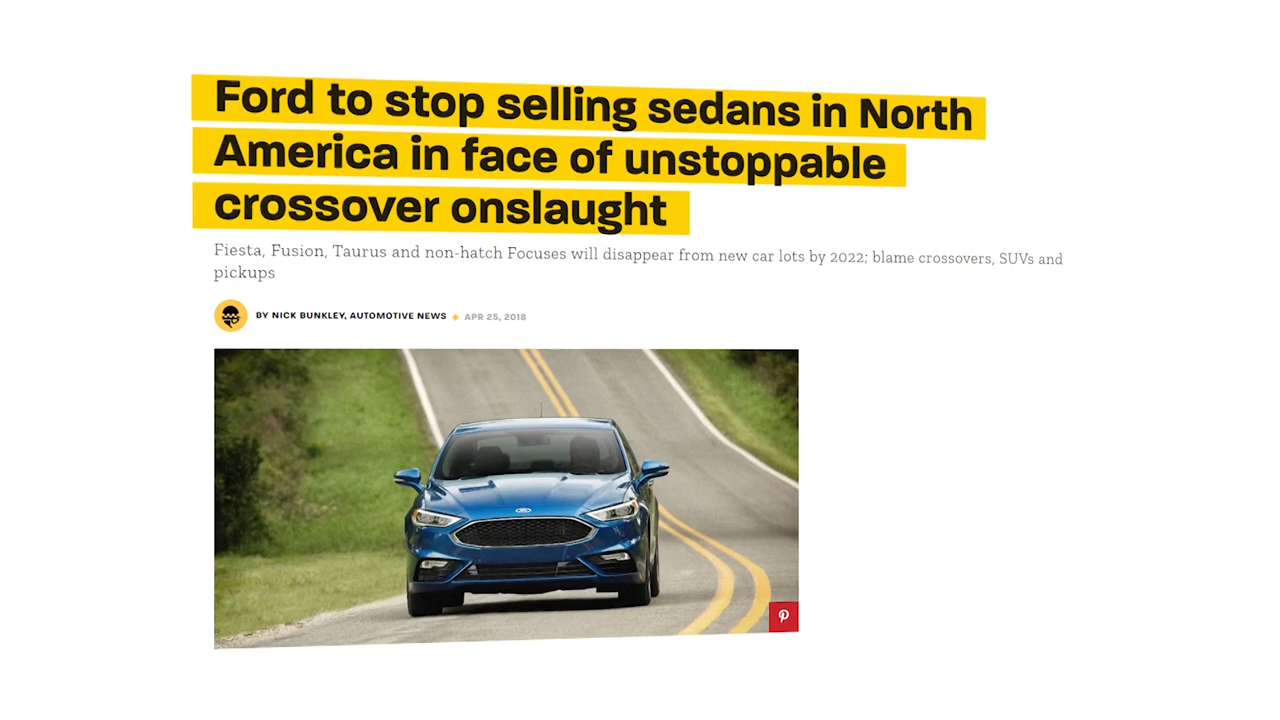 Ford to stop selling sedans in North
America in face of unstoppable
crossover onslaught
Fiesta, Fusion, Taurus and non-hatch Focuses will disappear from new car lots by 2022; blame crossovers, SUVs and
pickups
BY NICK BUNKLEY, AUTOMOTIVE NEWS ◆ APR 25, 2018
Ford